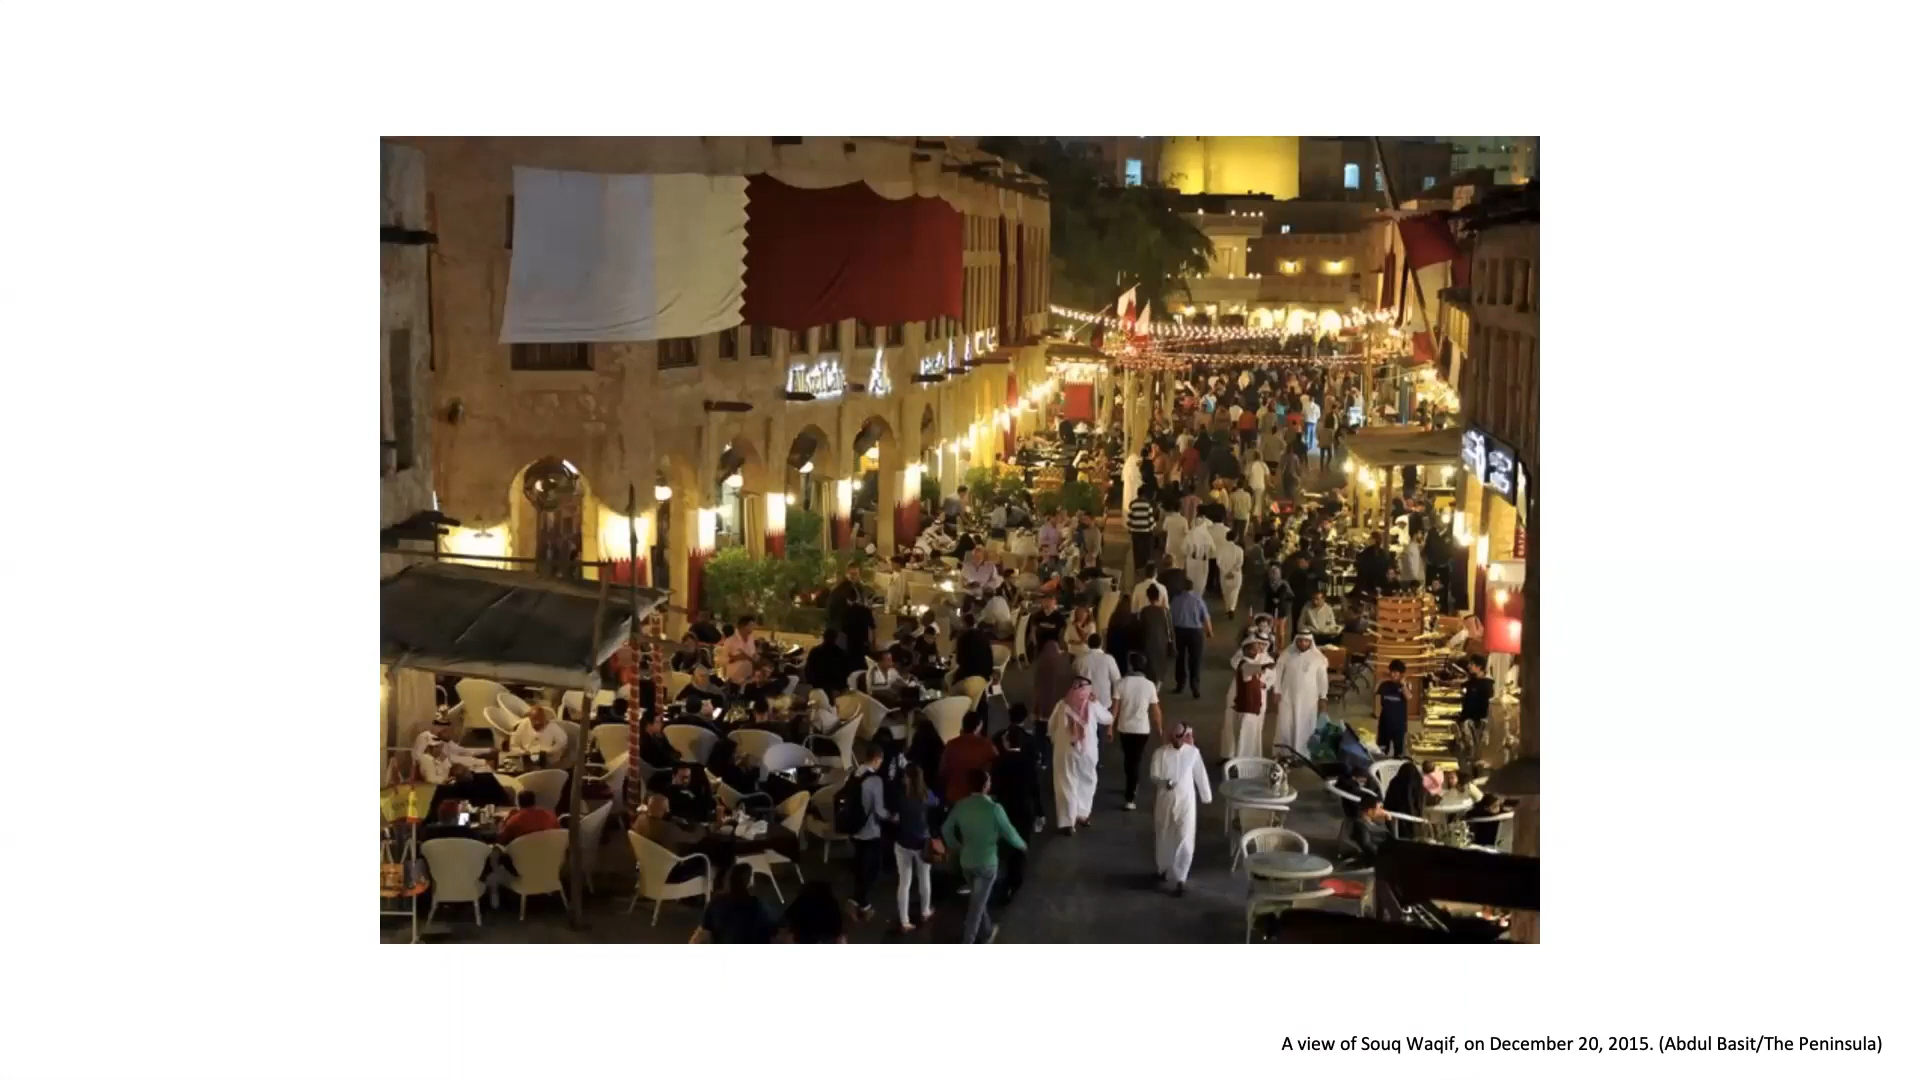 A view of Souq Waqif, on December 20, 2015. (Abdul Basit/The Peninsula)